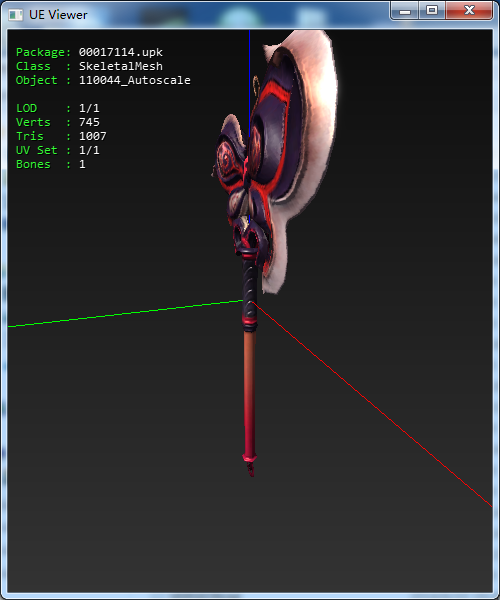 UE Viewer
Package: 00017114.upk
Class : SkeletalMesh
Object : 110044_Autoscale
LOD : 1/1
Verts : 745
Tris : 1007
UV Set : 1/1
Bones : 1